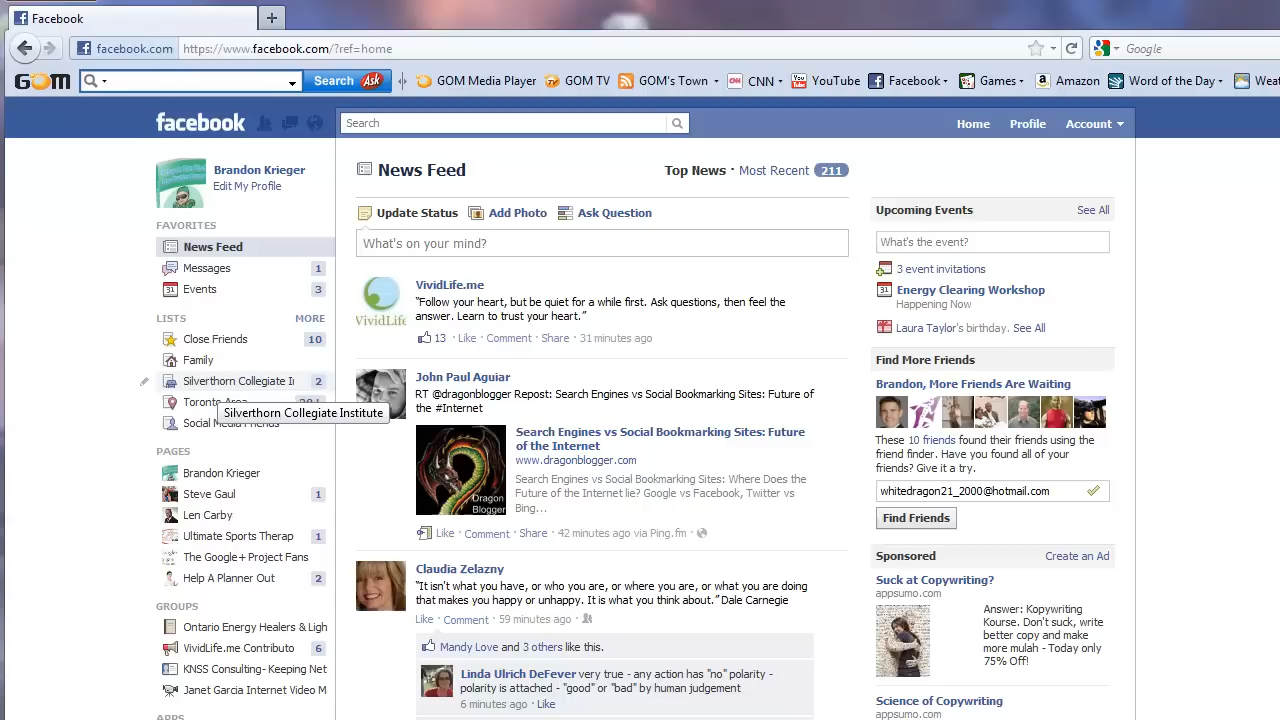 Facebook
facebook.com
https://www.facebook.com/?ref=home
Google
GOM
Search Ask
GOM Media Player
GOM TV
GOM's Town
CNN
YouTube
Facebook
Games
Amazon
Word of the Day
facebook
Search
Home
Profile
Account
Brandon Krieger
Edit My Profile
FAVORITES
News Feed
Messages 1
Events 3
LISTS MORE
Close Friends 10
Family
Silverthorn Collegiate I 2
Toronto Area
Silverthorn Collegiate Institute
Social Media Friends
PAGES
Brandon Krieger
Steve Gaul 1
Len Carby
Ultimate Sports Therap 1
The Google+ Project Fans
Help A Planner Out 2
GROUPS
Ontario Energy Healers & Ligh
VividLife.me Contributo 6
KNSS Consulting- Keeping Net
Janet Garcia Internet Video M
APPS
News Feed
Top News · Most Recent 211
Update Status
Add Photo
Ask Question
What's on your mind?
VividLife.me
VividLife
“Follow your heart, but be quiet for a while first. Ask questions, then feel the
answer. Learn to trust your heart.”
13 · Like · Comment · Share · 31 minutes ago
John Paul Aguiar
RT @dragonblogger Repost: Search Engines vs Social Bookmarking Sites: Future of
the #Internet
Dragon
Blogger
Search Engines vs Social Bookmarking Sites: Future
of the Internet
www.dragonblogger.com
Search Engines vs Social Bookmarking Sites: Where Does the
Future of the Internet lie? Google vs Facebook, Twitter vs
Bing...
Like · Comment · Share · 42 minutes ago via Ping.fm ·
Claudia Zelazny
“It isn't what you have, or who you are, or where you are, or what you are doing
that makes you happy or unhappy. It is what you think about.” Dale Carnegie
Like · Comment · 59 minutes ago ·
Mandy Love and 3 others like this.
Linda Ulrich DeFever very true - any action has "no" polarity -
polarity is attached - "good" or "bad" by human judgement
6 minutes ago · Like
Upcoming Events See All
What's the event?
3 event invitations
31 Energy Clearing Workshop
Happening Now
Laura Taylor's birthday. See All
Find More Friends
Brandon, More Friends Are Waiting
These 10 friends found their friends using the
friend finder. Have you found all of your
friends? Give it a try.
whitedragon21_2000@hotmail.com
Find Friends
Sponsored Create an Ad
Suck at Copywriting?
appsumo.com
Answer: Kopywriting
Kourse. Don't suck, write
better copy and make
more mulah - Today only
75% Off!
Science of Copywriting
appsumo.com